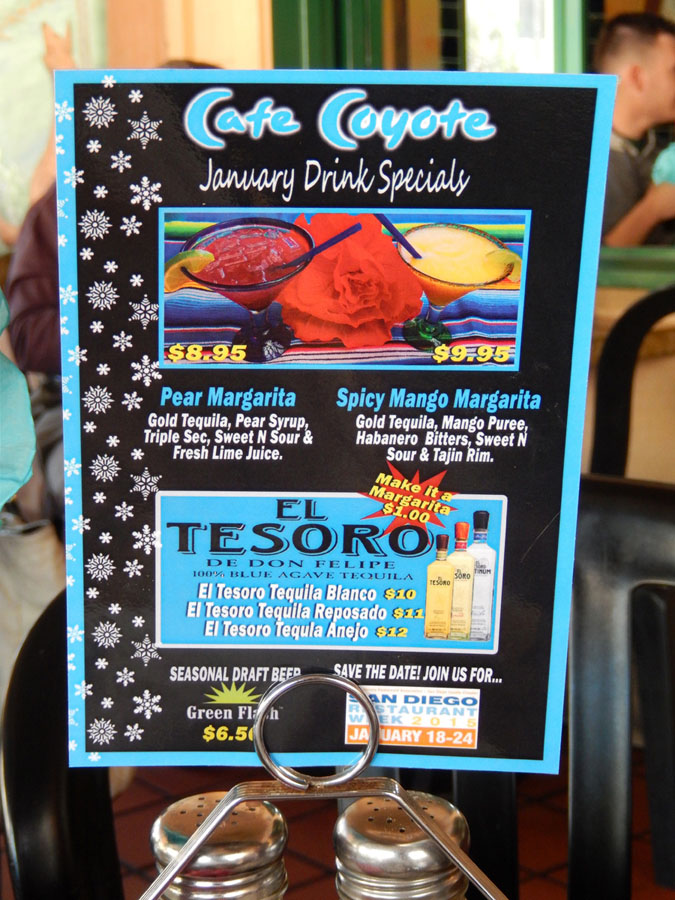 Cafe Coyote
January Drink Specials
$8.95
$9.95
Pear Margarita
Gold Tequila, Pear Syrup,
Triple Sec, Sweet N Sour &
Fresh Lime Juice.
Spicy Mango Margarita
Gold Tequila, Mango Puree,
Habanero Bitters, Sweet N
Sour & Tajin Rim.
Make it a
Margarita
$1.00
EL
TESORO
DE DON FELIPE
100% BLUE AGAVE TEQUILA
El Tesoro Tequila Blanco $10
El Tesoro Tequila Reposado $11
El Tesoro Tequla Anejo $12
TESORO
SEASONAL DRAFT BEER
Green Flash
$6.50
SAVE THE DATE! JOIN US FOR...
SAN DIEGO
RESTAURANT
WEEK 2015
JANUARY 18-24